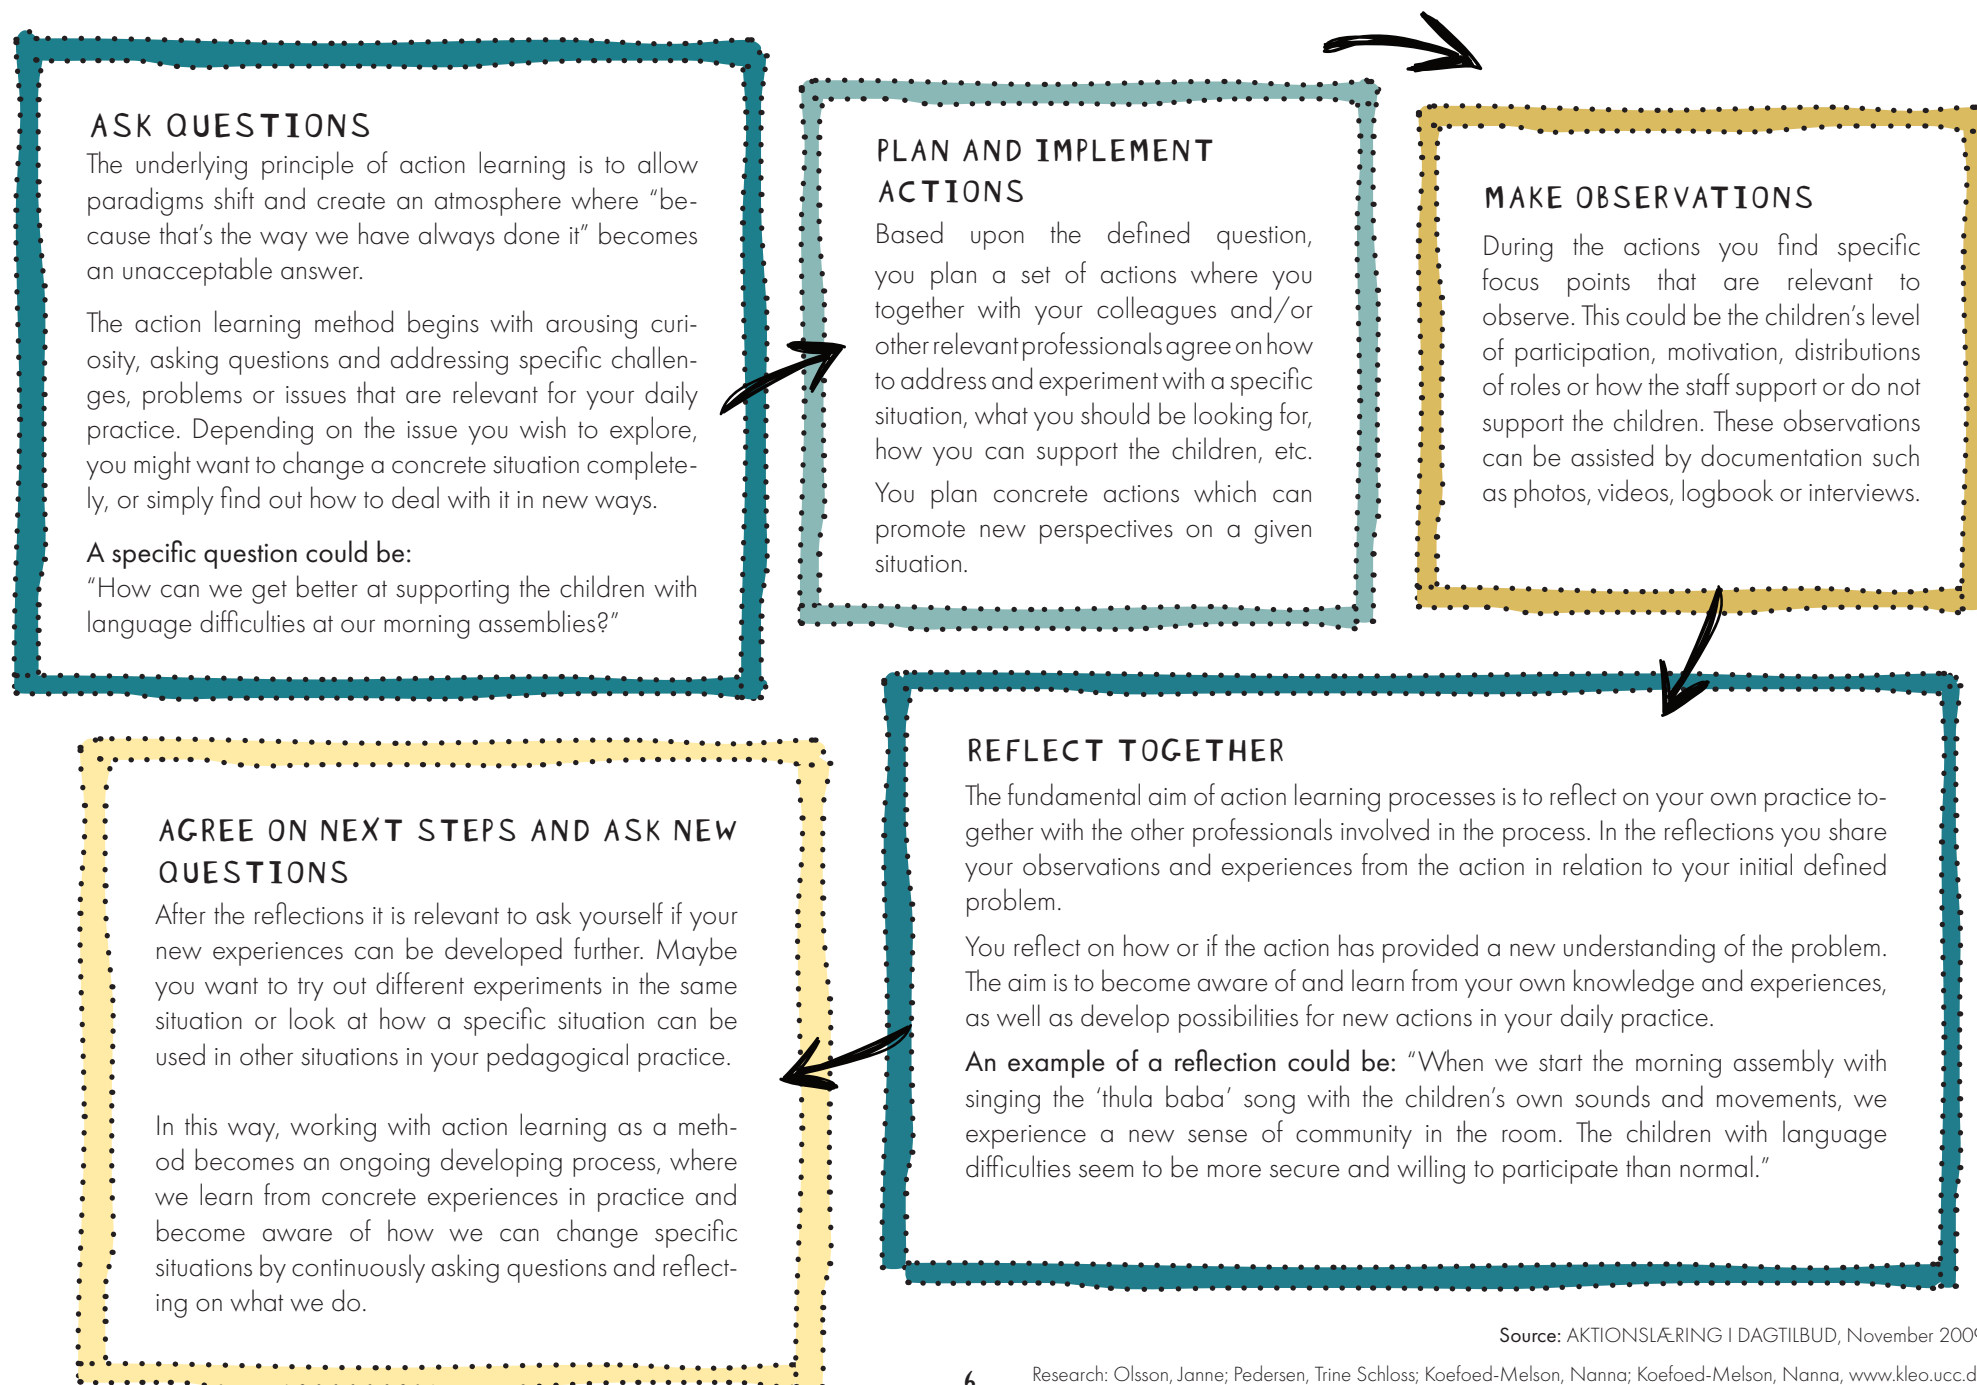 ASK QUESTIONS
The underlying principle of action learning is to allow
paradigms shift and create an atmosphere where “be-
cause that’s the way we have always done it” becomes
an unacceptable answer.
The action learning method begins with arousing curi-
osity, asking questions and addressing specific challen-
ges, problems or issues that are relevant for your daily
practice. Depending on the issue you wish to explore,
you might want to change a concrete situation complete-
ly, or simply find out how to deal with it in new ways.
A specific question could be:
“How can we get better at supporting the children with
language difficulties at our morning assemblies?”
PLAN AND IMPLEMENT
ACTIONS
Based upon the defined question,
you plan a set of actions where you
together with your colleagues and/or
other relevant professionals agree on how
to address and experiment with a specific
situation, what you should be looking for,
how you can support the children, etc.
You plan concrete actions which can
promote new perspectives on a given
situation.
MAKE OBSERVATIONS
During the actions you find specific
focus points that are relevant to
observe. This could be the children’s level
of participation, motivation, distributions
of roles or how the staff support or do not
support the children. These observations
can be assisted by documentation such
as photos, videos, logbook or interviews.
REFLECT TOGETHER
The fundamental aim of action learning processes is to reflect on your own practice to-
gether with the other professionals involved in the process. In the reflections you share
your observations and experiences from the action in relation to your initial defined
problem.
You reflect on how or if the action has provided a new understanding of the problem.
The aim is to become aware of and learn from your own knowledge and experiences,
as well as develop possibilities for new actions in your daily practice.
An example of a reflection could be: “When we start the morning assembly with
singing the ‘thula baba’ song with the children’s own sounds and movements, we
experience a new sense of community in the room. The children with language
difficulties seem to be more secure and willing to participate than normal.”
AGREE ON NEXT STEPS AND ASK NEW
QUESTIONS
After the reflections it is relevant to ask yourself if your
new experiences can be developed further. Maybe
you want to try out different experiments in the same
situation or look at how a specific situation can be
used in other situations in your pedagogical practice.
In this way, working with action learning as a meth-
od becomes an ongoing developing process, where
we learn from concrete experiences in practice and
become aware of how we can change specific
situations by continuously asking questions and reflect-
ing on what we do.
Source: AKTIONSLÆRING I DAGTILBUD, November 2009
6
Research: Olsson, Janne; Pedersen, Trine Schloss; Koefoed-Melson, Nanna; Koefoed-Melson, Nanna, www.kleo.ucc.d